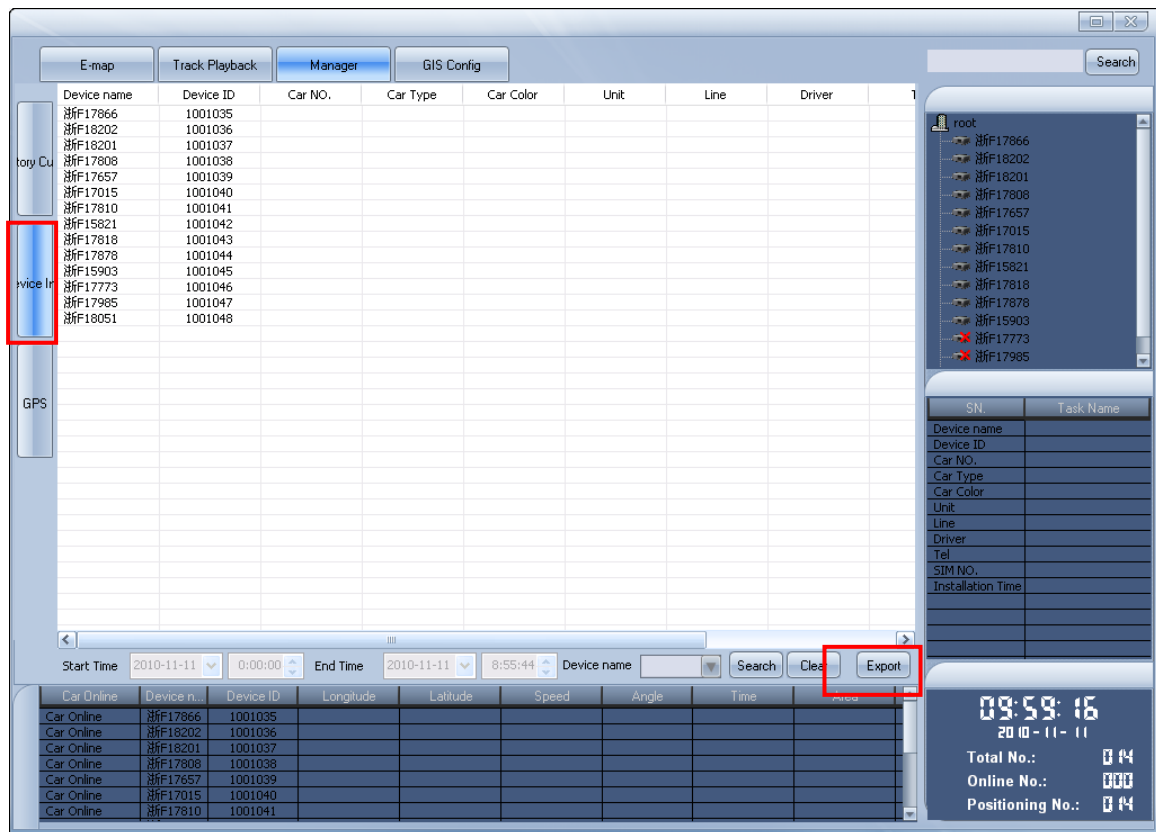 E-map Track Playback Manager GIS Config Search
Device name Device ID Car NO. Car Type Car Color Unit Line Driver
浙F17866 1001035
浙F18202 1001036
浙F18201 1001037
浙F17808 1001038
浙F17657 1001039
浙F17015 1001040
浙F17810 1001041
浙F15821 1001042
浙F17818 1001043
浙F17878 1001044
浙F15903 1001045
浙F17773 1001046
浙F17985 1001047
浙F18051 1001048
tory Cu
evice In
GPS
Start Time 2010-11-11 0:00:00 End Time 2010-11-11 8:55:44 Device name Search Clear Export
Car Online Device n... Device ID Longitude Latitude Speed Angle Time Area
Car Online 浙F17866 1001035
Car Online 浙F18202 1001036
Car Online 浙F18201 1001037
Car Online 浙F17808 1001038
Car Online 浙F17657 1001039
Car Online 浙F17015 1001040
Car Online 浙F17810 1001041
root
浙F17866
浙F18202
浙F18201
浙F17808
浙F17657
浙F17015
浙F17810
浙F15821
浙F17818
浙F17878
浙F15903
浙F17773
浙F17985
SN. Task Name
Device name
Device ID
Car NO.
Car Type
Car Color
Unit
Line
Driver
Tel
SIM NO.
Installation Time
09:59:16
2010-11-11
Total No.: 014
Online No.: 000
Positioning No.: 014